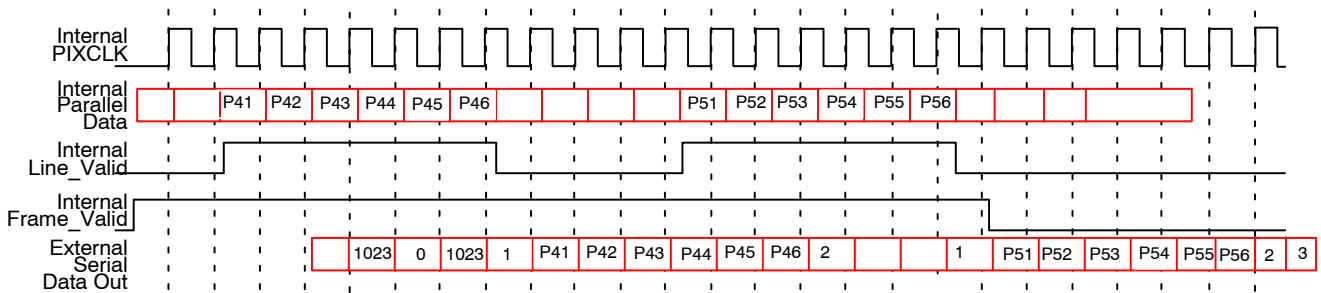 Internal
PIXCLK
Internal
Parallel
Data
P41 P42 P43 P44 P45 P46 P51 P52 P53 P54 P55 P56
Internal
Line_Valid
Internal
Frame_Valid
External
Serial
Data Out
1023 0 1023 1 P41 P42 P43 P44 P45 P46 2 1 P51 P52 P53 P54 P55 P56 2 3